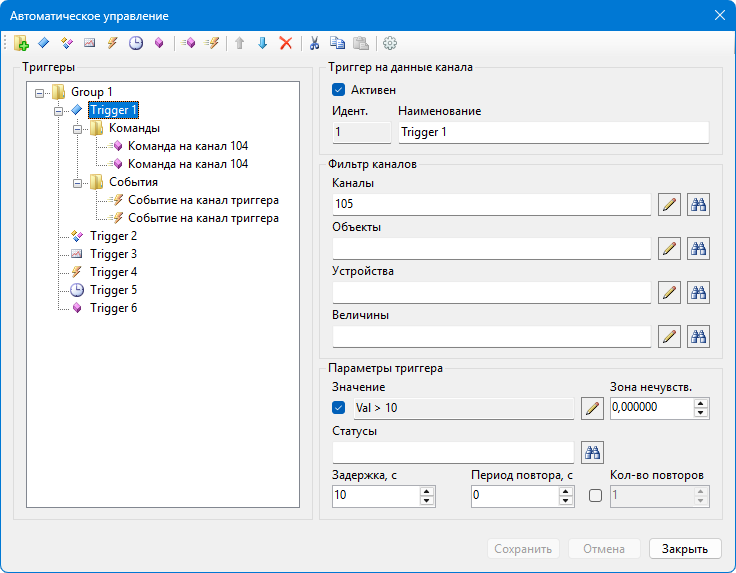 Автоматическое управление
Триггеры
Group 1
Trigger 1
Команды
Команда на канал 104
Команда на канал 104
События
Событие на канал триггера
Событие на канал триггера
Trigger 2
Trigger 3
Trigger 4
Trigger 5
Trigger 6
Триггер на данные канала
Активен
Идент. Наименование
1 Trigger 1
Фильтр каналов
Каналы
105
Объекты
Устройства
Величины
Параметры триггера
Значение Зона нечувств.
Val > 10 0,000000
Статусы
Задержка, с Период повтора, с Кол-во повторов
10 0 1
Сохранить Отмена Закрыть